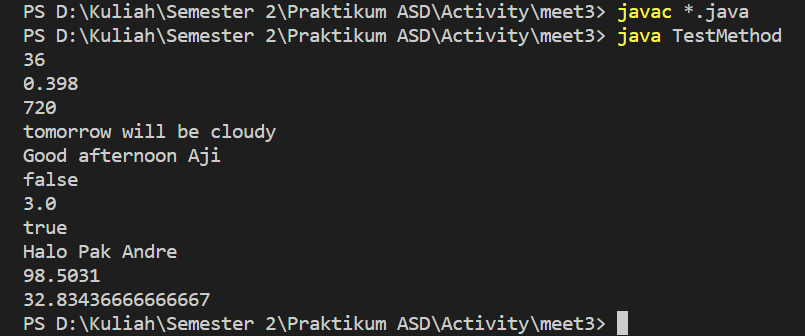 PS D:\Kuliah\Semester 2\Praktikum ASD\Activity\meet3> javac *.java
PS D:\Kuliah\Semester 2\Praktikum ASD\Activity\meet3> java TestMethod
36
0.398
720
tomorrow will be cloudy
Good afternoon Aji
false
3.0
true
Halo Pak Andre
98.5031
32.83436666666667
PS D:\Kuliah\Semester 2\Praktikum ASD\Activity\meet3>